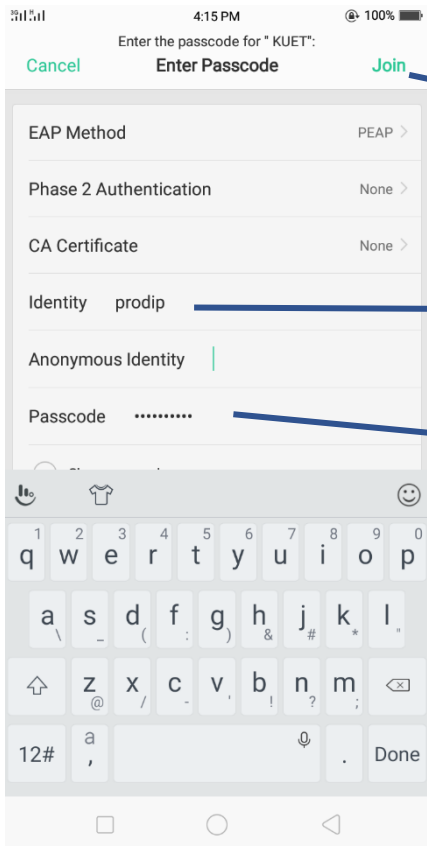 3G H 4:15 PM 100%
Enter the passcode for " KUET":
Cancel Enter Passcode Join
EAP Method PEAP
Phase 2 Authentication None
CA Certificate None
Identity prodip
Anonymous Identity
Passcode ••••••••••
1 2 3 4 5 6 7 8 9 0
q w e r t y u i o p
a s d f g h j k l
\ _ ( : ) & # * "
z x c v b n m
@ / - ' ! ? ;
12# a , . Done